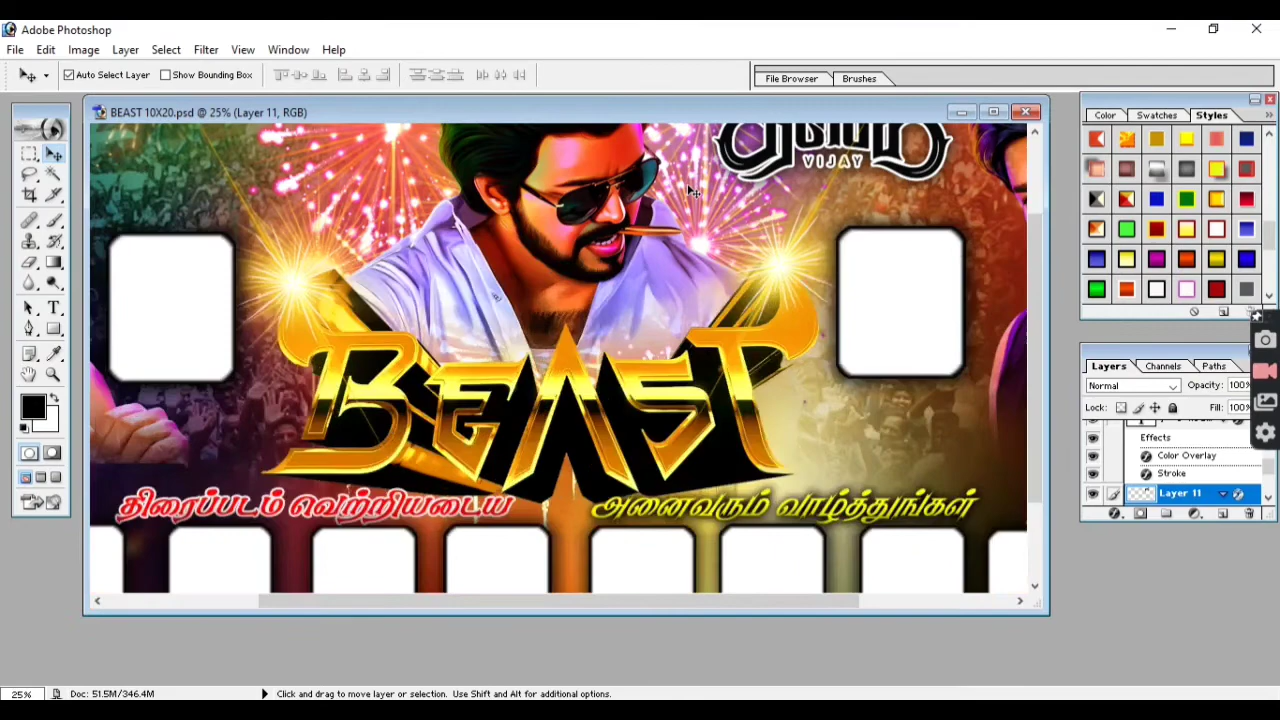 Adobe Photoshop
File Edit Image Layer Select Filter View Window Help
Auto Select Layer Show Bounding Box
File Browser Brushes
BEAST 10X20.psd @ 25% (Layer 11, RGB)
Color Swatches Styles
VIJAY
BEAST
திரைப்படம் வெற்றியடைய அனைவரும் வாழ்த்துங்கள்
Layers Channels Paths
Normal Opacity: 100%
Lock: Fill: 100%
Effects
Color Overlay
Stroke
Layer 11
25% Doc: 51.5M/346.4M Click and drag to move layer or selection. Use Shift and Alt for additional options.